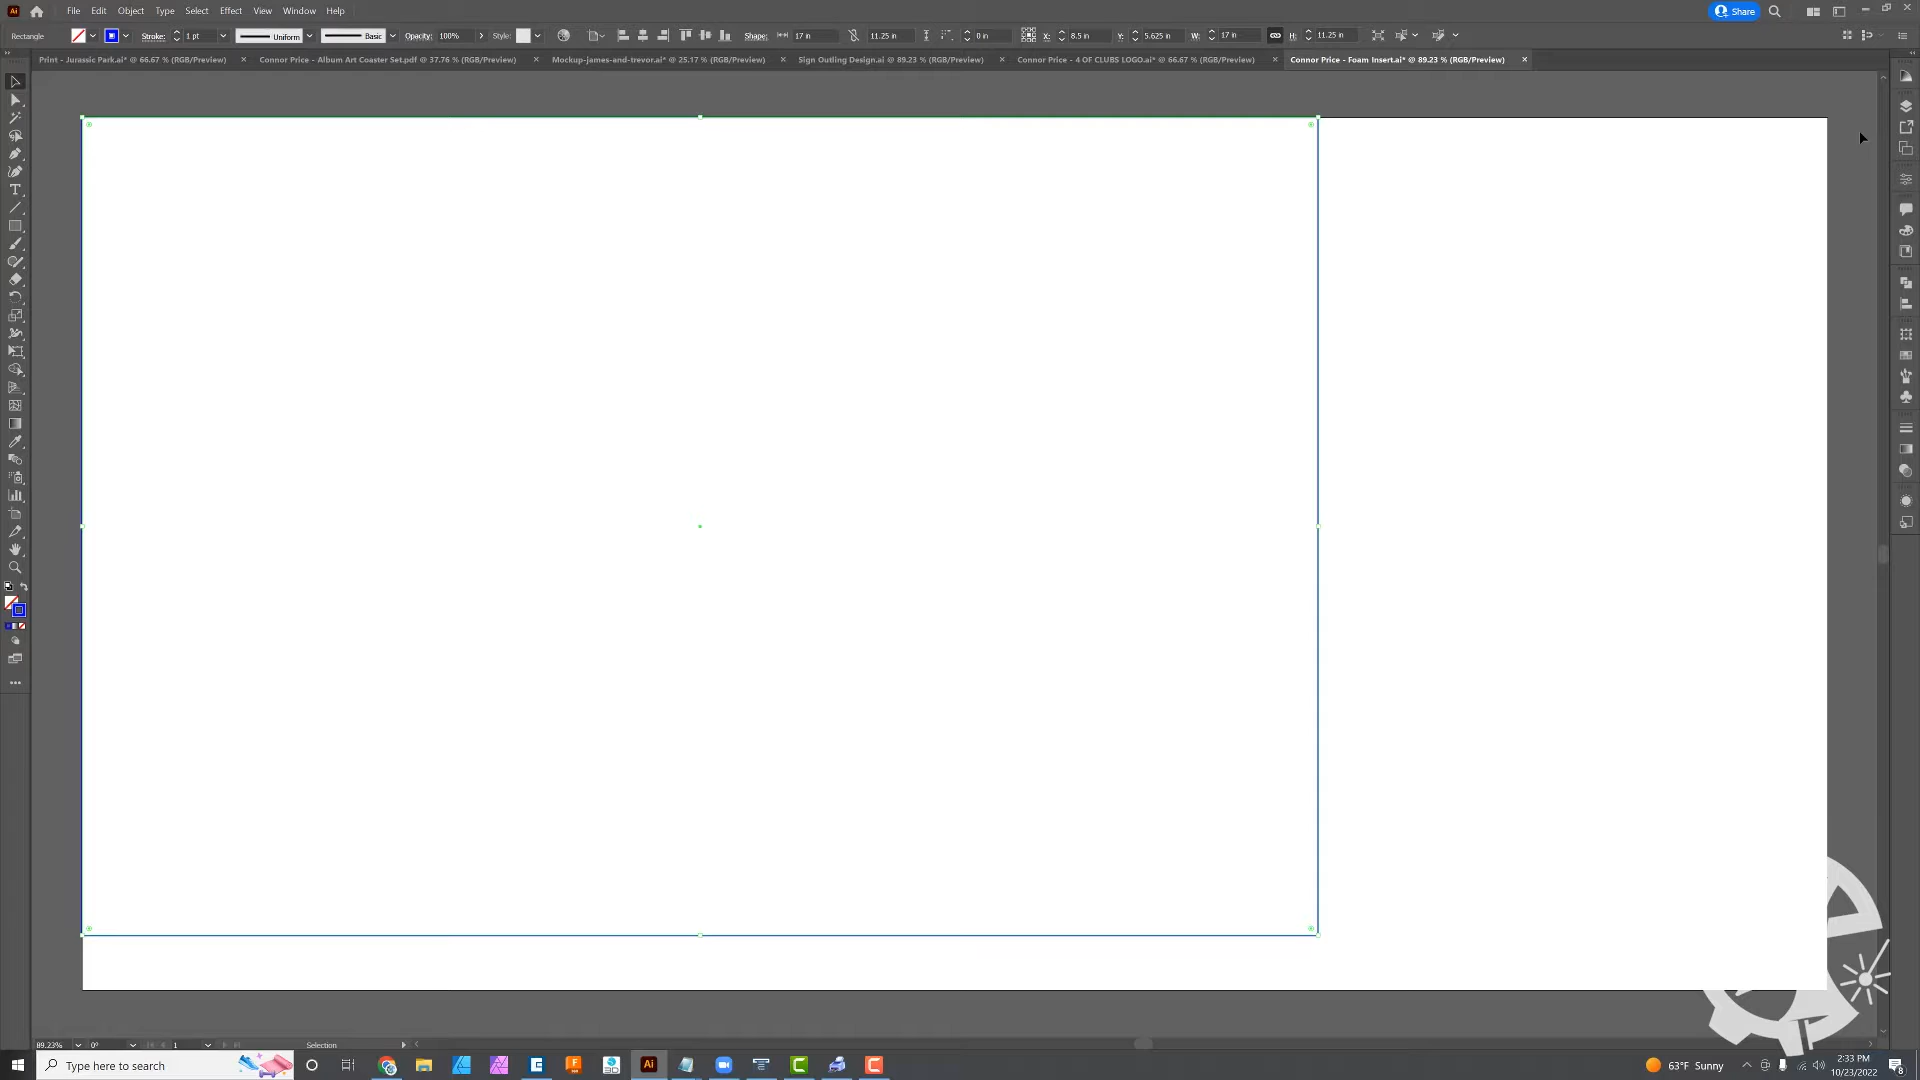 Ai File Edit Object Type Select Effect View Window Help Share
Rectangle Stroke: 1 pt Uniform Basic Opacity: 100% Style: Shape: 17 in 11.25 in 0 in X: 8.5 in Y: 5.625 in W: 17 in H: 11.25 in
Print - Jurassic Park.ai* @ 66.67 % (RGB/Preview) × Connor Price - Album Art Coaster Set.pdf @ 37.76 % (RGB/Preview) × Mockup-james-and-trevor.ai* @ 25.17 % (RGB/Preview) × Sign Outling Design.ai @ 89.23 % (RGB/Preview) × Connor Price - 4 OF CLUBS LOGO.ai* @ 66.67 % (RGB/Preview) × Connor Price - Foam Insert.ai* @ 89.23 % (RGB/Preview) ×
T
89.23% 0° 1 Selection
Type here to search Ai 63°F Sunny 2:33 PM
10/23/2022 8